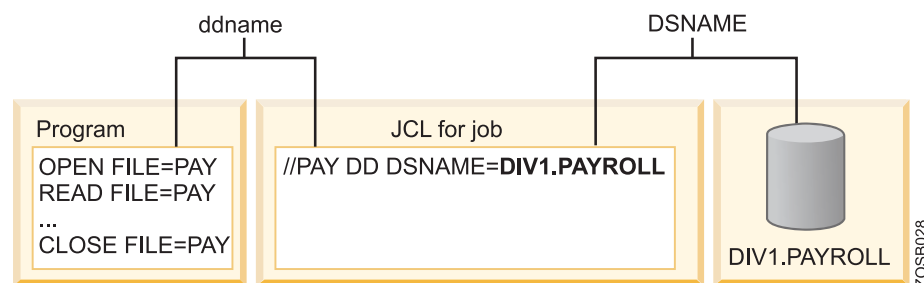 ddname
DSNAME
Program
OPEN FILE=PAY
READ FILE=PAY
...
CLOSE FILE=PAY
JCL for job
//PAY DD DSNAME=DIV1.PAYROLL
DIV1.PAYROLL
ZOSB028